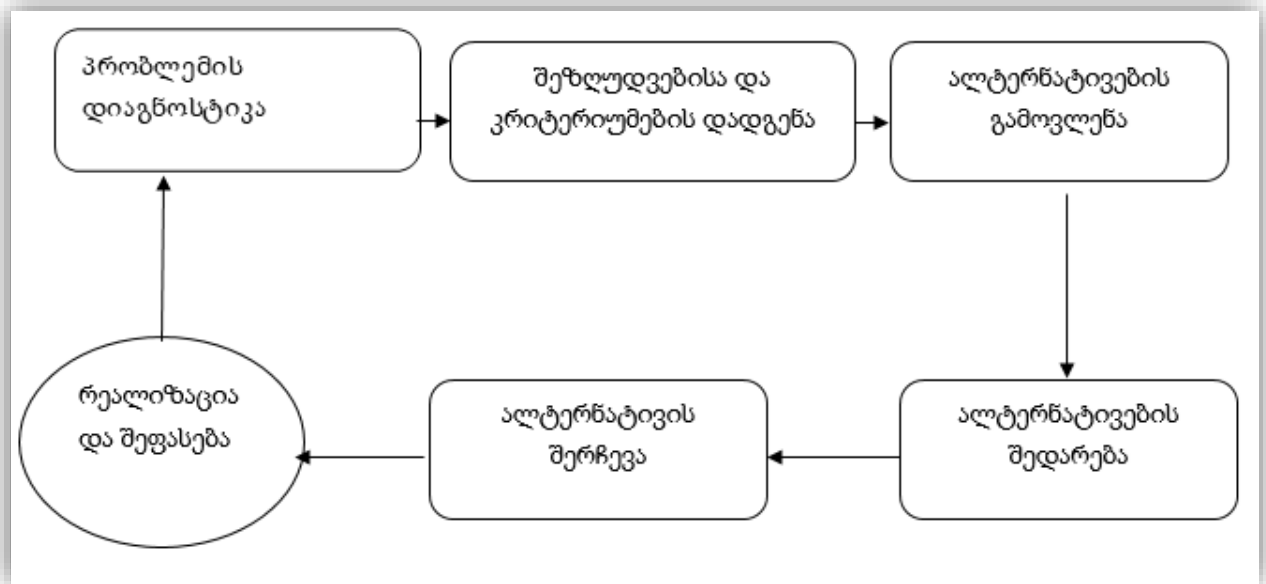 პრობლემის
დიაგნოსტიკა
შეზღუდვებისა და
კრიტერიუმების დადგენა
ალტერნატივების
გამოვლენა
რეალიზაცია
და შეფასება
ალტერნატივის
შერჩევა
ალტერნატივების
შედარება